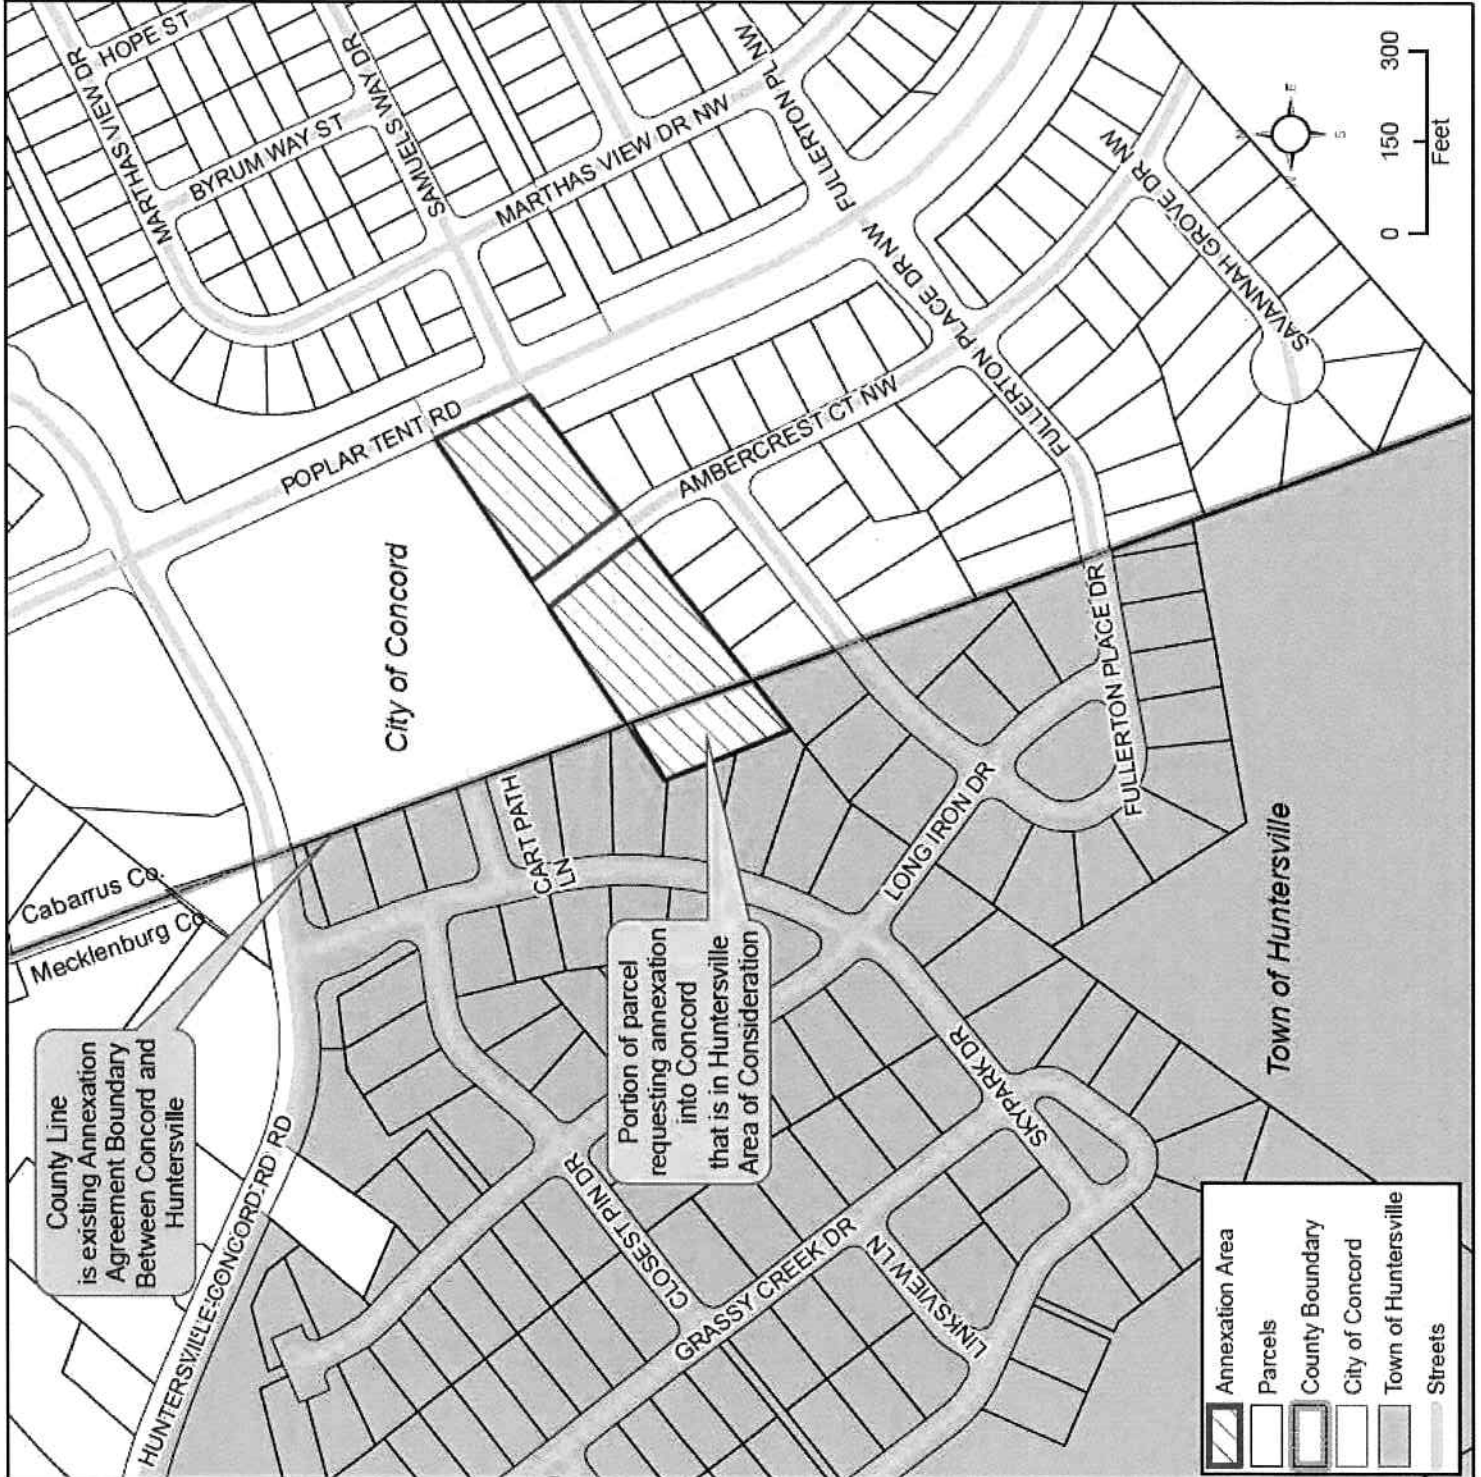 MARTHAS VIEW DR
HOPE ST
BYRUM WAY ST
SAMUELS WAY DR
MARTHAS VIEW DR NW
FULLERTON PL NW
FULLERTON PLACE DR NW
POPLAR TENT RD
AMBERCREST CT NW
SAVANNAH GROVE DR NW
SAVANNAH
FULLERTON PLACE DR
City of Concord
Cabarrus Co.
Mecklenburg Co.
CART PATH
LN
LONG IRON DR
FULLERTON PLACE DR
County Line
is existing Annexation
Agreement Boundary
Between Concord and
Huntersville
Portion of parcel
requesting annexation
into Concord
that is in Huntersville
Area of Consideration
HUNTERSVILLE-CONCORD RD RD
CLOSEST PIN DR
GRASSY CREEK DR
SKYPARK DR
LINKSVIEW LN
Town of Huntersville
N
E
S
W
0 150 300
Feet
Annexation Area
Parcels
County Boundary
City of Concord
Town of Huntersville
Streets